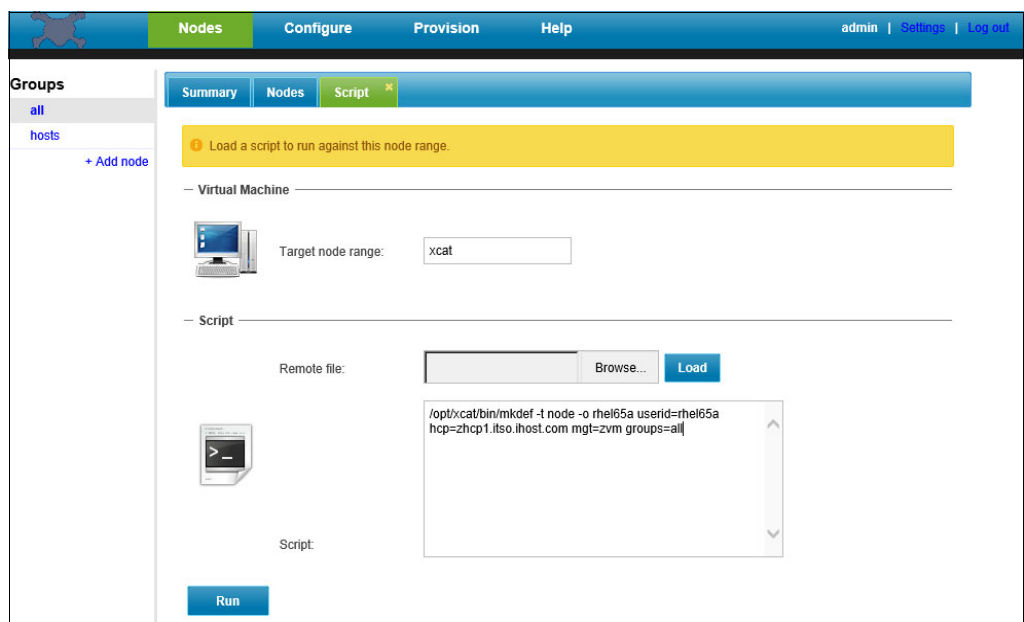 Nodes Configure Provision Help admin | Settings | Log out
Groups
all
hosts
+ Add node
Summary Nodes Script
Load a script to run against this node range.
Virtual Machine
Target node range: xcat
Script
Remote file: Browse... Load
/opt/xcat/bin/mkdef -t node -o rhel65a userid=rhel65a
hcp=zhcp1.itso.ihost.com mgt=zvm groups=all
>_
Script:
Run